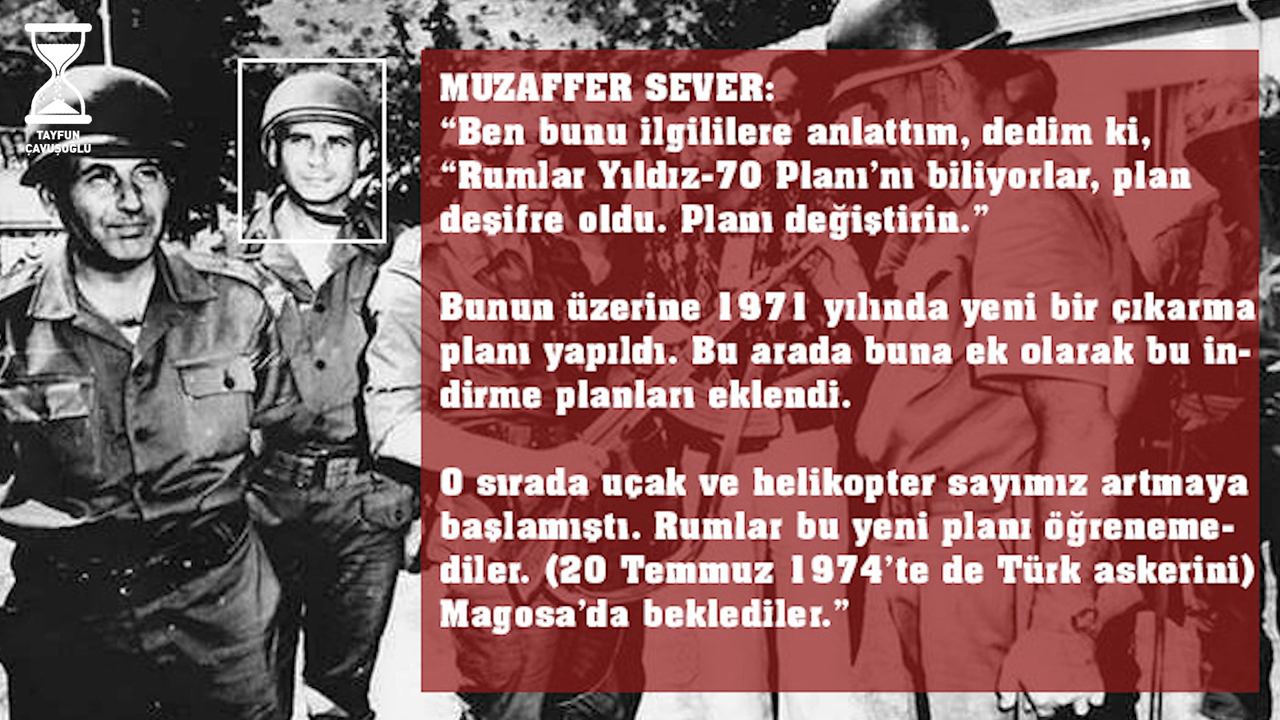 TAYFUN
ÇAVUŞOĞLU
MUZAFFER SEVER:
“Ben bunu ilgililere anlattım, dedim ki,
“Rumlar Yıldız-70 Planı’nı biliyorlar, plan
deşifre oldu. Planı değiştirin.”
Bunun üzerine 1971 yılında yeni bir çıkarma
planı yapıldı. Bu arada buna ek olarak bu in-
dirme planları eklendi.
O sırada uçak ve helikopter sayımız artmaya
başlamıştı. Rumlar bu yeni planı öğreneme-
diler. (20 Temmuz 1974’te de Türk askerini)
Magosa’da beklediler.”